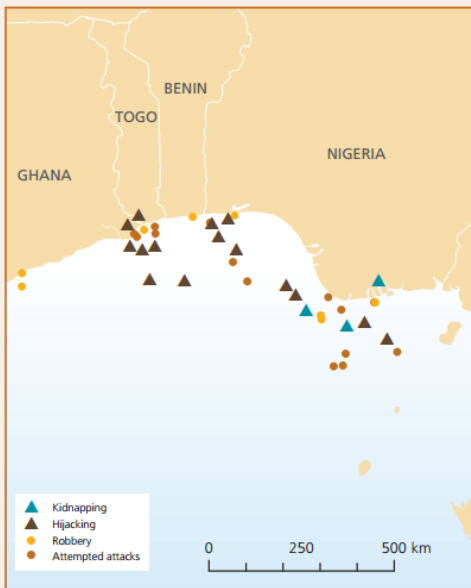 BENIN
TOGO
NIGERIA
GHANA
Kidnapping
Hijacking
Robbery
Attempted attacks
0 250 500 km